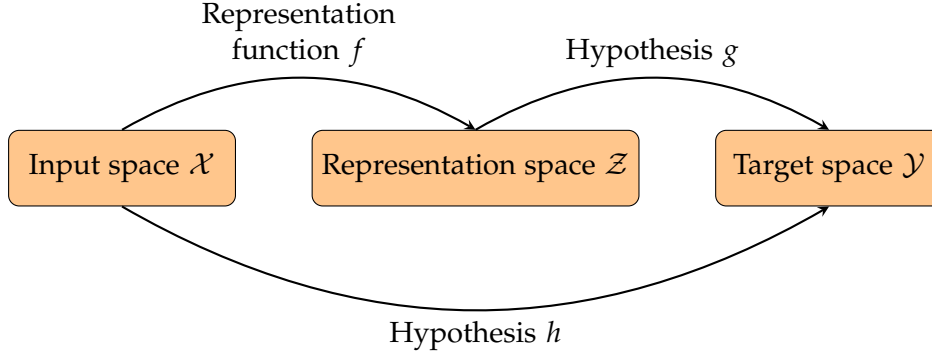 Representation
function f
Hypothesis g
Input space 𝒳
Representation space 𝒵
Target space 𝒴
Hypothesis h